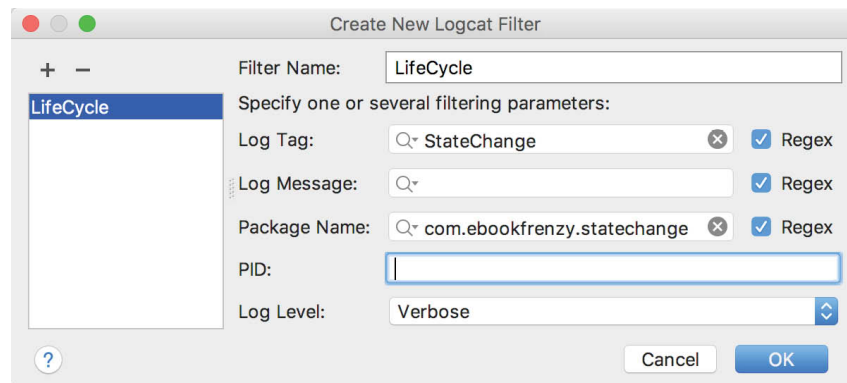 Create New Logcat Filter
+ −
Filter Name: LifeCycle
LifeCycle
Specify one or several filtering parameters:
Log Tag: StateChange Regex
Log Message: Regex
Package Name: com.ebookfrenzy.statechange Regex
PID:
Log Level: Verbose
? Cancel OK